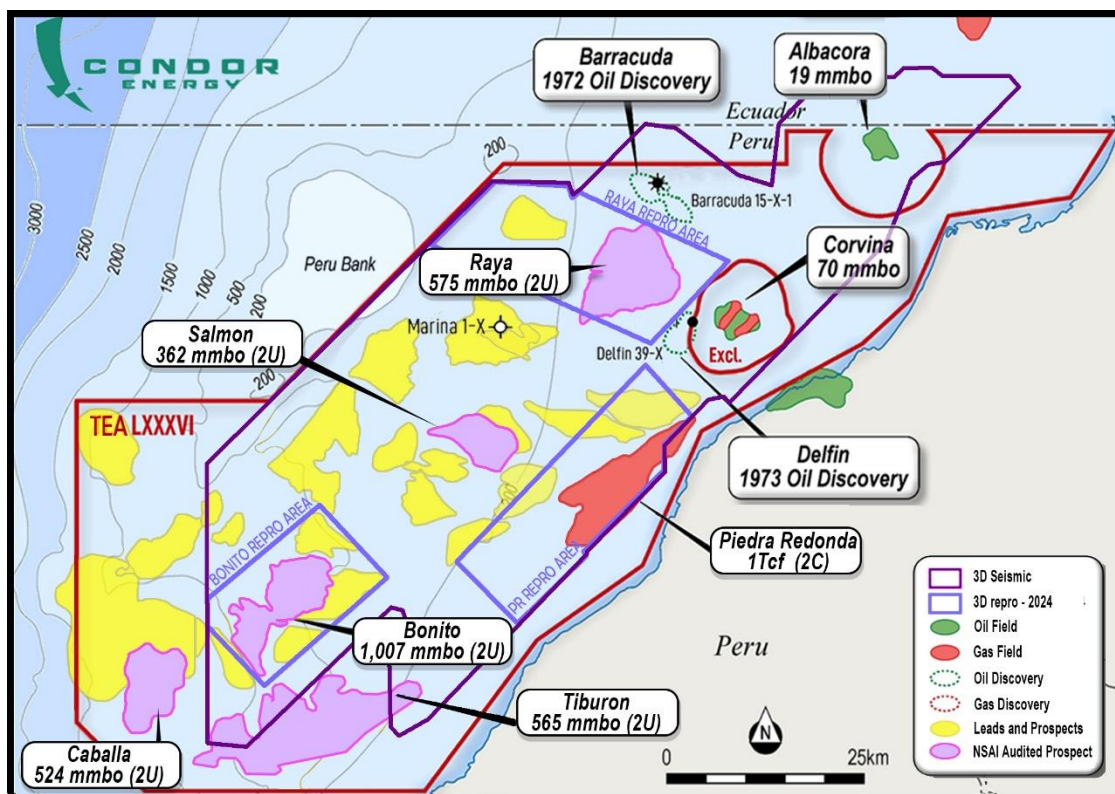 CONDOR
ENERGY
Barracuda
1972 Oil Discovery
Albacora
19 mmbo
Ecuador
Peru
200
3000
2500
2000
1500
1000
500
200
Peru Bank
RAYA REPRO AREA
Barracuda 15-X-1
Raya
575 mmbo (2U)
Corvina
70 mmbo
Marina 1-X
Delfin 39-X
Excl.
Salmon
362 mmbo (2U)
200
TEA LXXXVI
200
Delfin
1973 Oil Discovery
Piedra Redonda
1Tcf (2C)
BONITO REPRO AREA
PR REPRO AREA
Bonito
1,007 mmbo (2U)
Peru
Tiburon
565 mmbo (2U)
Caballa
524 mmbo (2U)
N
0
25km
3D Seismic
3D repro - 2024
Oil Field
Gas Field
Oil Discovery
Gas Discovery
Leads and Prospects
NSAI Audited Prospect